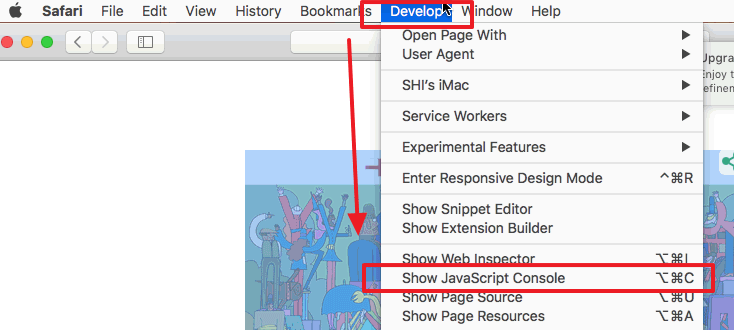 Safari File Edit View History Bookmarks Develop Window Help
Open Page With
User Agent
SHI's iMac
Service Workers
Experimental Features
Enter Responsive Design Mode ^⌘R
Show Snippet Editor
Show Extension Builder
Show Web Inspector ⌥⌘I
Show JavaScript Console ⌥⌘C
Show Page Source ⌥⌘U
Show Page Resources ⌥⌘A
Upgra
Enjoy t
refinem